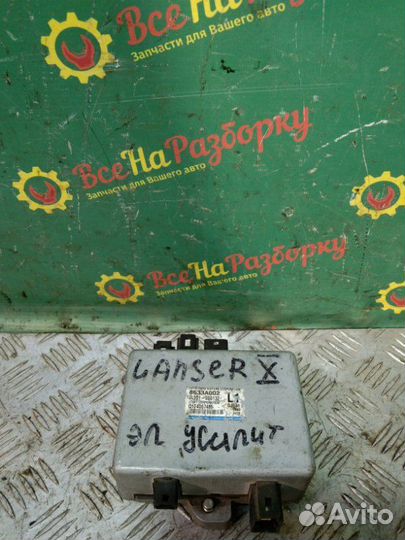 ВсеНаРазборку
Запчасти для Вашего авто
ВсеНаРазборку
Запчасти для Вашего авто
ВсеНаРазборку
Запчасти для Вашего авто
LANSER X
8633A002
L1
эл усилит
Avito